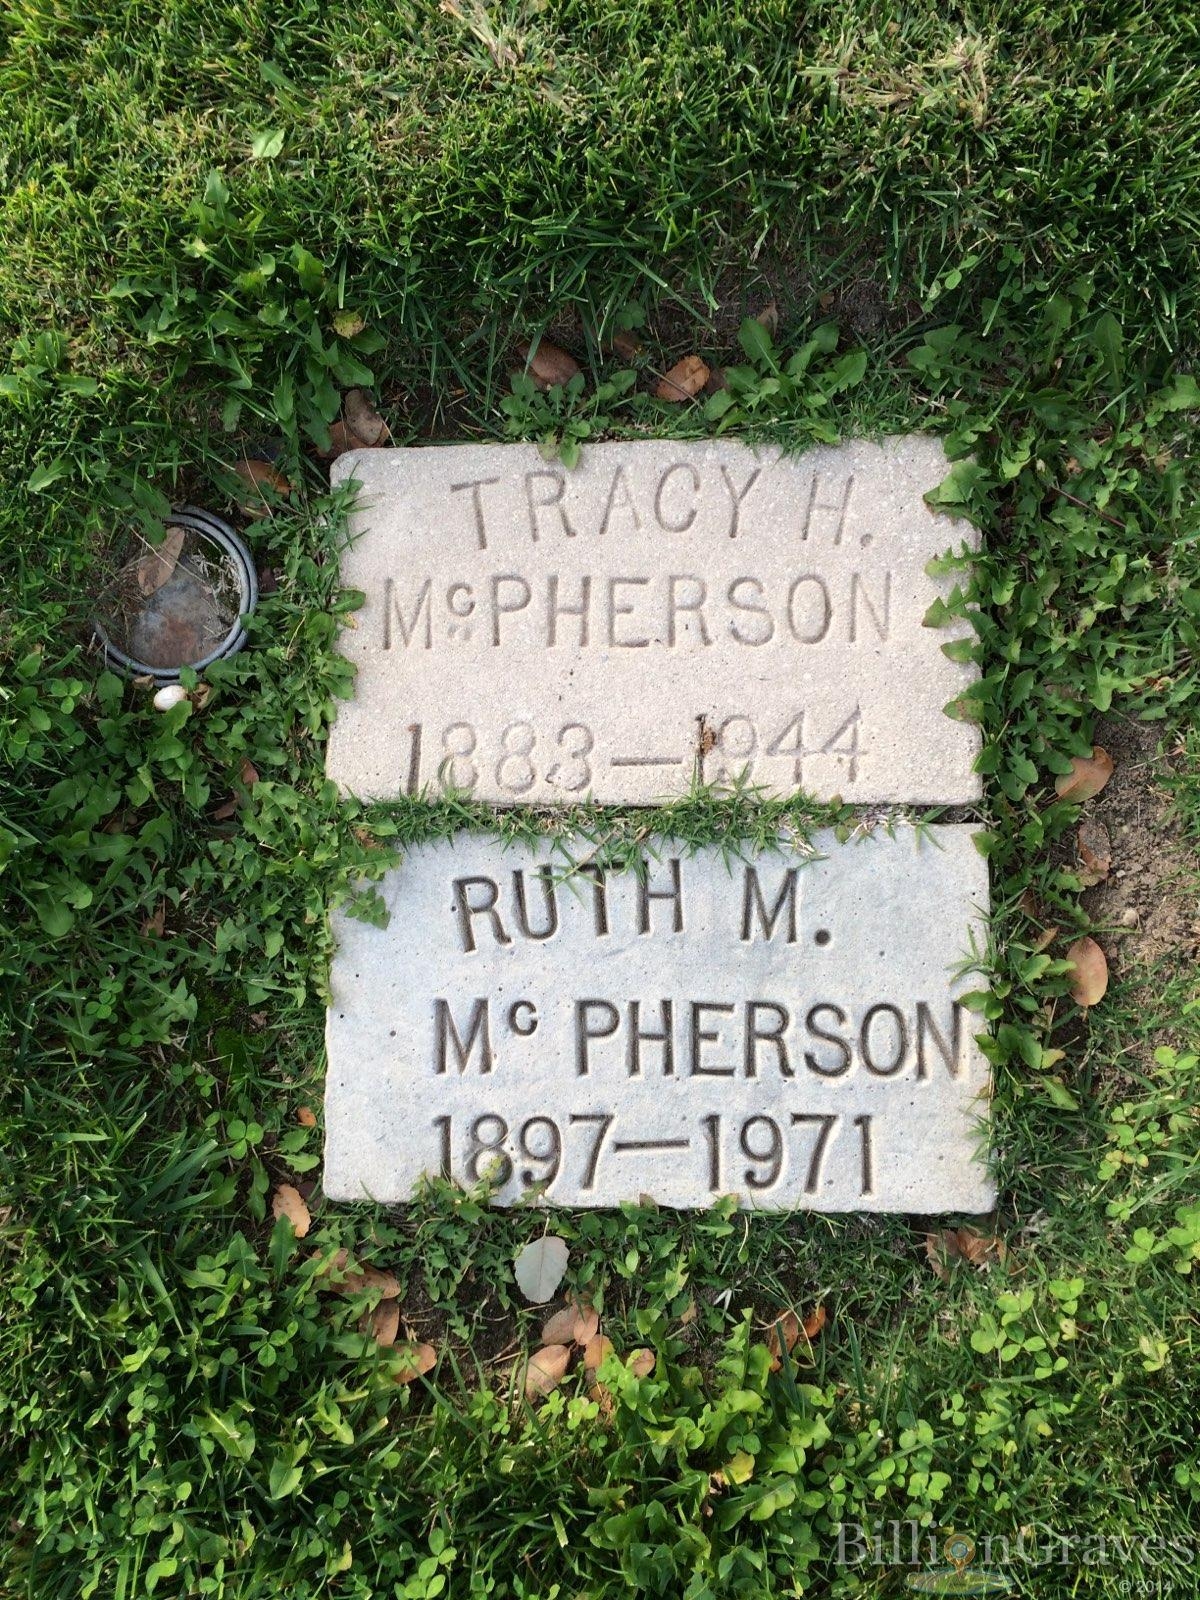 TRACY H.
McPHERSON
1883—1944
RUTH M.
Mc PHERSON
1897—1971
BillionGraves
© 2014